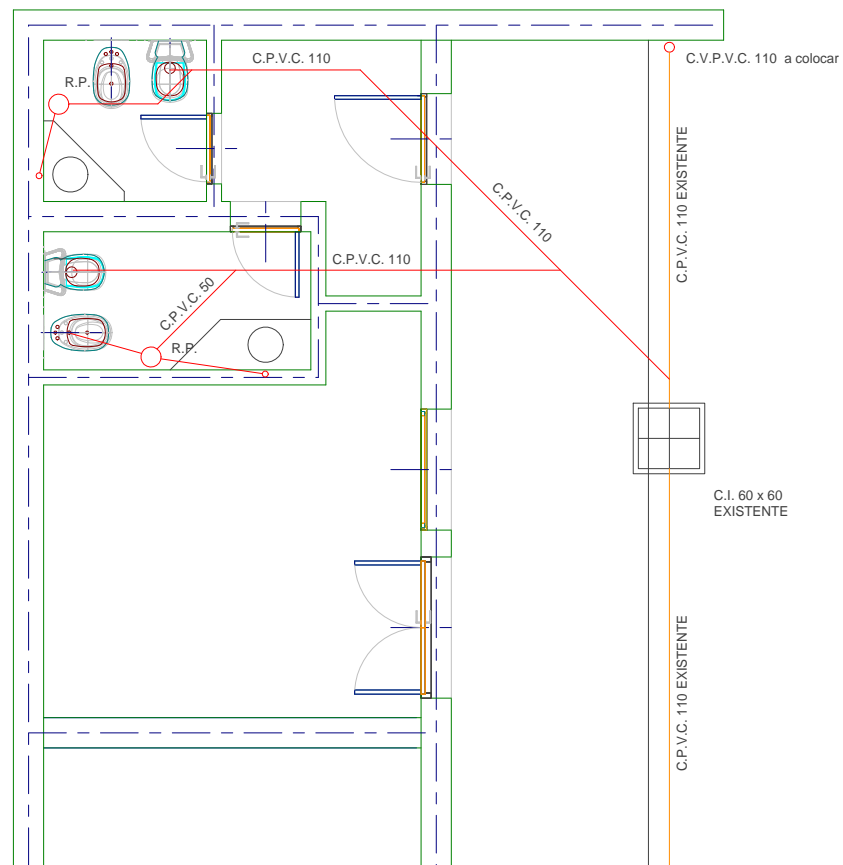 C.P.V.C. 110
C.V.P.V.C. 110 a colocar
R.P.
C.P.V.C. 110 EXISTENTE
C.P.V.C. 110
C.P.V.C. 110
C.P.V.C. 50
R.P.
C.I. 60 x 60
EXISTENTE
C.P.V.C. 110 EXISTENTE